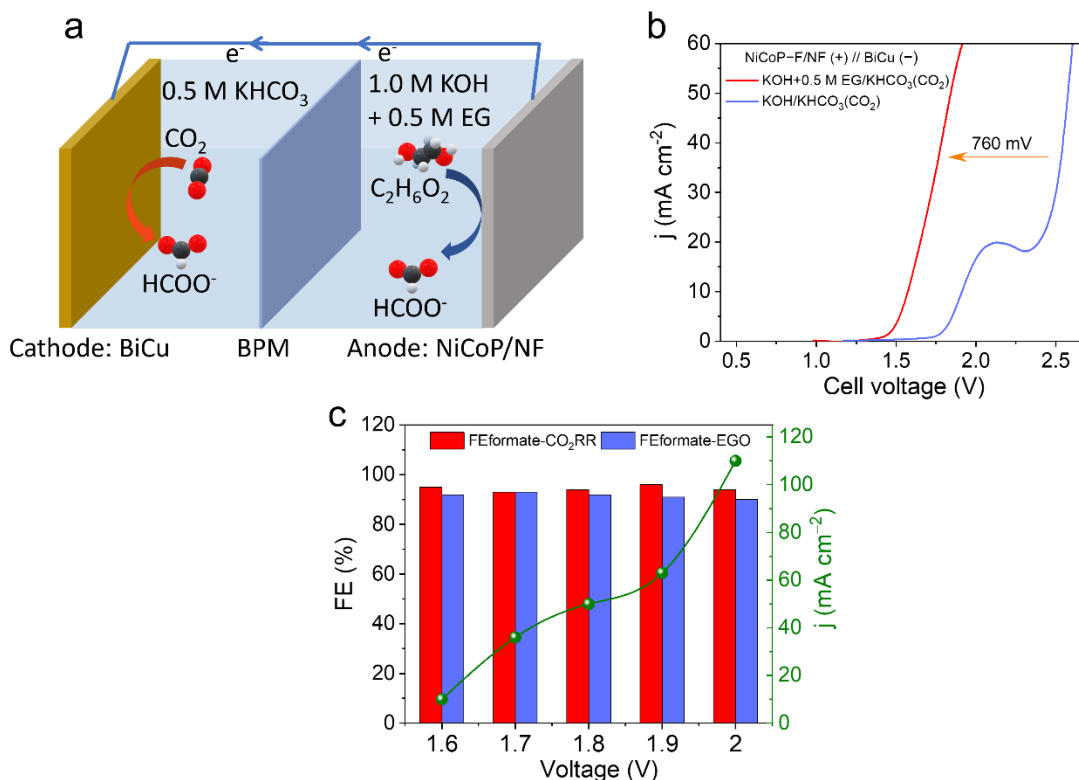 a
e⁻
e⁻
0.5 M KHCO₃
1.0 M KOH
+ 0.5 M EG
CO₂
C₂H₆O₂
HCOO⁻
HCOO⁻
Cathode: BiCu
BPM
Anode: NiCoP/NF
b
NiCoP−F/NF (+) // BiCu (−)
KOH+0.5 M EG/KHCO₃(CO₂)
KOH/KHCO₃(CO₂)
760 mV
j (mA cm⁻²)
60
50
40
30
20
10
0
0.5 1.0 1.5 2.0 2.5
Cell voltage (V)
c
FEformate-CO₂RR
FEformate-EGO
FE (%)
120
100
80
60
40
20
0
j (mA cm⁻²)
120
100
80
60
40
20
0
1.6 1.7 1.8 1.9 2
Voltage (V)